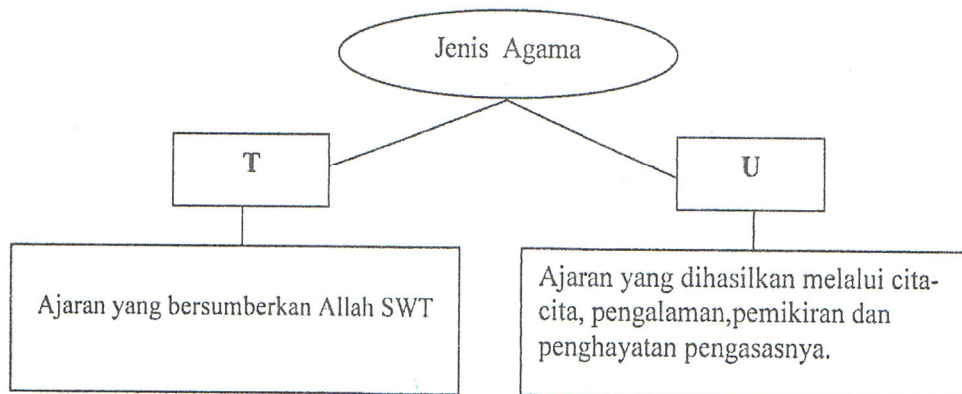 Jenis Agama
T
U
Ajaran yang bersumberkan Allah SWT
Ajaran yang dihasilkan melalui cita-
cita, pengalaman,pemikiran dan
penghayatan pengasasnya.